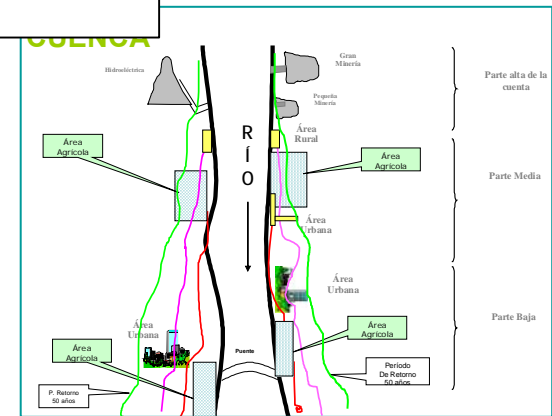 CUENCA
Hidroeléctrica
Gran
Minería
Pequeña
Minería
Parte alta de la
cuenta
R
Í
O
Área
Rural
Área
Agrícola
Área
Agrícola
Parte Media
Área
Urbana
Área
Urbana
Parte Baja
Área
Urbana
Área
Agrícola
Área
Agrícola
Puente
Período
De Retorno
50 años
P. Retorno
50 años